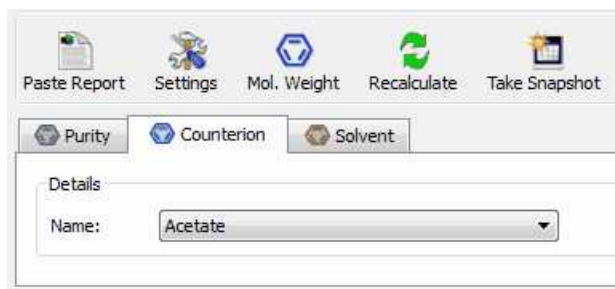 Paste Report Settings Mol. Weight Recalculate Take Snapshot
Purity Counterion Solvent
Details
Name: Acetate